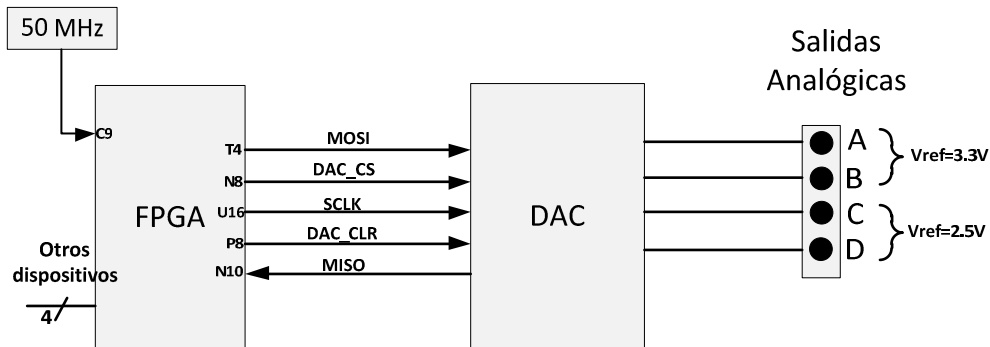 50 MHz
Salidas
Analógicas
C9
T4
MOSI
A
Vref=3.3V
N8
DAC_CS
B
FPGA
U16
SCLK
DAC
C
Vref=2.5V
P8
DAC_CLR
D
Otros
dispositivos
N10
MISO
4